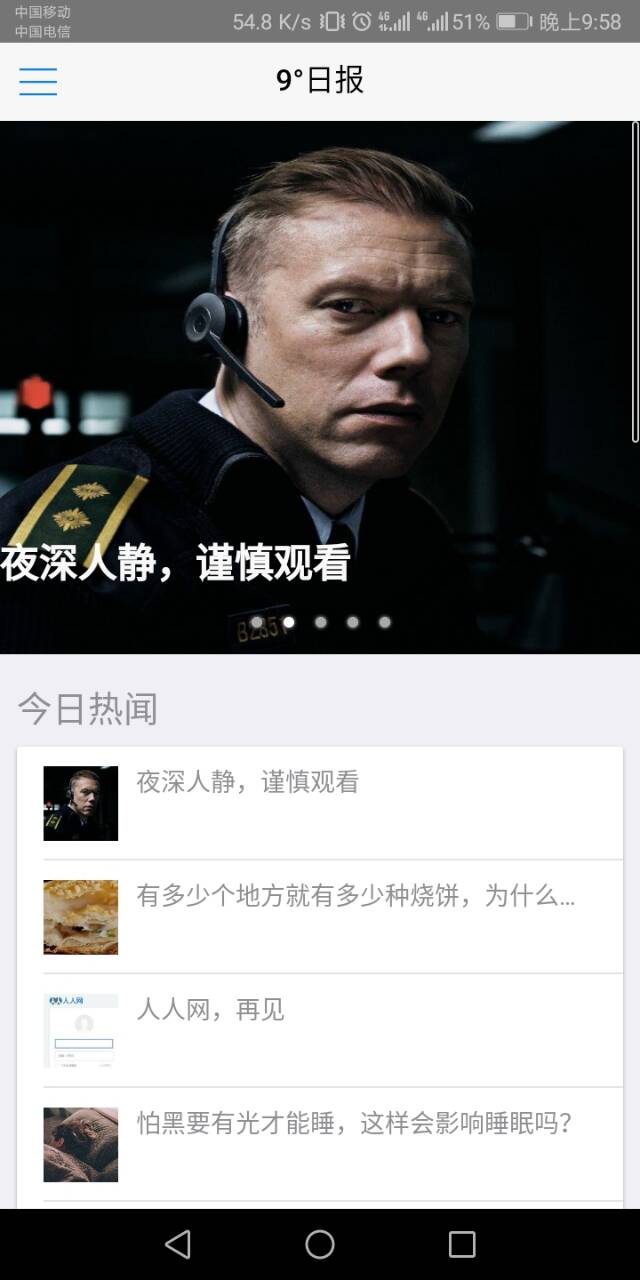 中国移动
中国电信
54.8 K/s
4G
4G
51%
晚上9:58
9°日报
夜深人静，谨慎观看
今日热闻
夜深人静，谨慎观看
有多少个地方就有多少种烧饼，为什么...
人人网
人人网，再见
怕黑要有光才能睡，这样会影响睡眠吗？